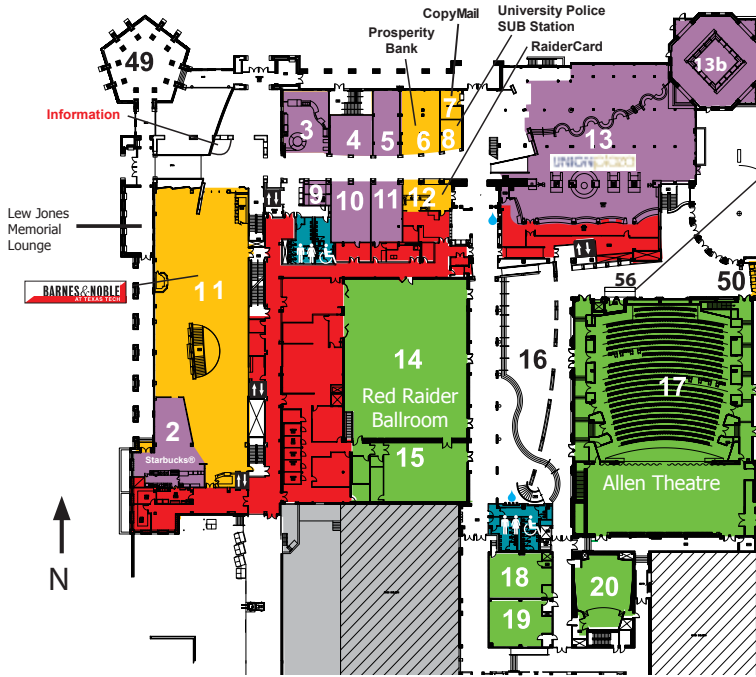 University Police
SUB Station
CopyMail
Prosperity
Bank
RaiderCard
49
13b
Information
7
3
4
5
6
8
13
UNIONplaza
9
10
11
12
Lew Jones
Memorial
Lounge
BARNES&NOBLE
AT TEXAS TECH
11
56
50
14
16
17
Red Raider
Ballroom
2
15
Starbucks®
Allen Theatre
N
18
20
19